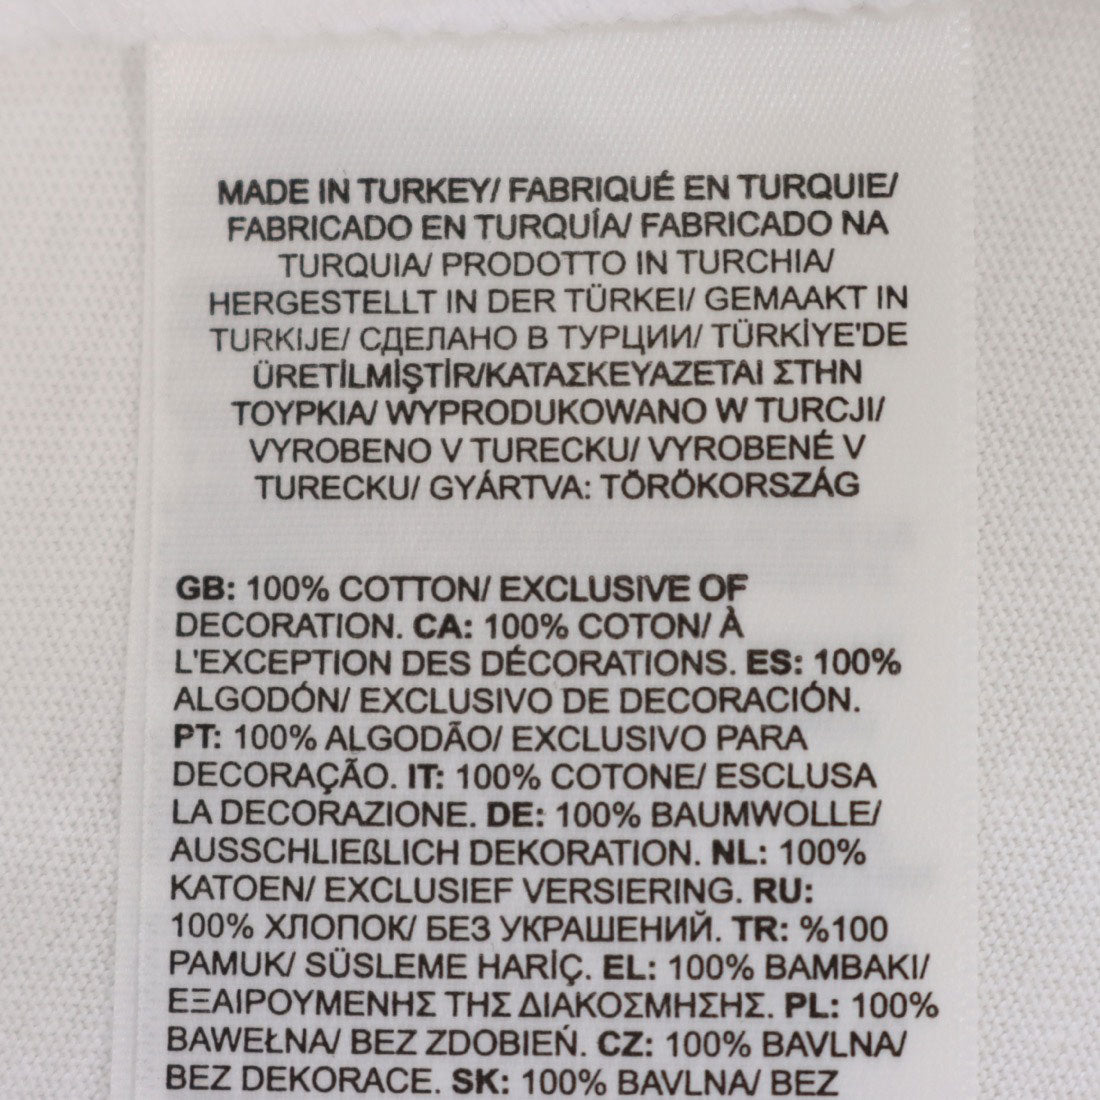 MADE IN TURKEY/ FABRIQUÉ EN TURQUIE/
FABRICADO EN TURQUÍA/ FABRICADO NA
TURQUIA/ PRODOTTO IN TURCHIA/
HERGESTELLT IN DER TÜRKEI/ GEMAAKT IN
TURKIJE/ СДЕЛАНО В ТУРЦИИ/ TÜRKİYE'DE
ÜRETİLMİŞTİR/ΚΑΤΑΣΚΕΥΑΖΕΤΑΙ ΣΤΗΝ
ΤΟΥΡΚΙΑ/ WYPRODUKOWANO W TURCJI/
VYROBENO V TURECKU/ VYROBENÉ V
TURECKU/ GYÁRTVA: TÖRÖKORSZÁG
GB: 100% COTTON/ EXCLUSIVE OF
DECORATION. CA: 100% COTON/ À
L'EXCEPTION DES DÉCORATIONS. ES: 100%
ALGODÓN/ EXCLUSIVO DE DECORACIÓN.
PT: 100% ALGODÃO/ EXCLUSIVO PARA
DECORAÇÃO. IT: 100% COTONE/ ESCLUSA
LA DECORAZIONE. DE: 100% BAUMWOLLE/
AUSSCHLIEßLICH DEKORATION. NL: 100%
KATOEN/ EXCLUSIEF VERSIERING. RU:
100% ХЛОПОК/ БЕЗ УКРАШЕНИЙ. TR: %100
PAMUK/ SÜSLEME HARİÇ. EL: 100% ΒΑΜΒΑΚΙ/
ΕΞΑΙΡΟΥΜΕΝΗΣ ΤΗΣ ΔΙΑΚΟΣΜΗΣΗΣ. PL: 100%
BAWEŁNA/ BEZ ZDOBIEŃ. CZ: 100% BAVLNA/
BEZ DEKORACE. SK: 100% BAVLNA/ BEZ